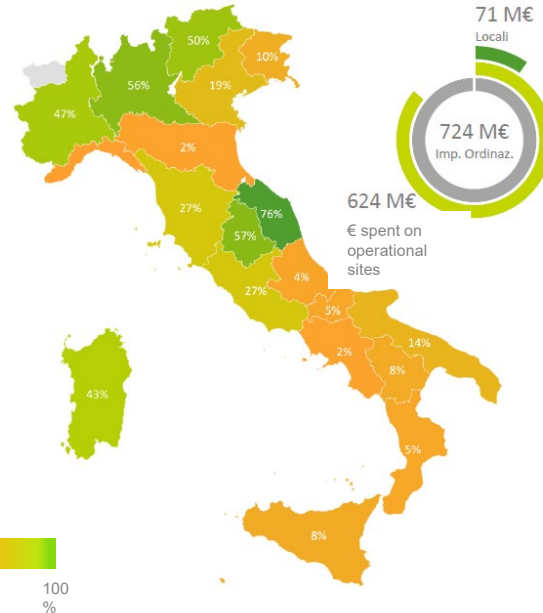 71 M€
Locali
724 M€
Imp. Ordinaz.
624 M€
€ spent on
operational
sites
50%
10%
56%
19%
47%
2%
27%
76%
57%
4%
27%
5%
14%
2%
8%
43%
5%
8%
100
%